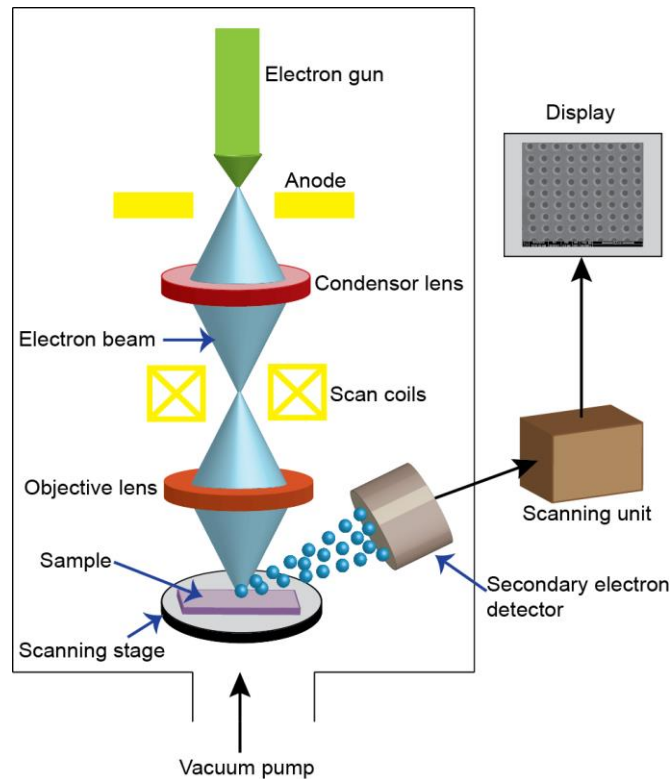 Electron gun
Display
Anode
Condensor lens
Electron beam
Scan coils
Objective lens
Scanning unit
Sample
Secondary electron
detector
Scanning stage
Vacuum pump